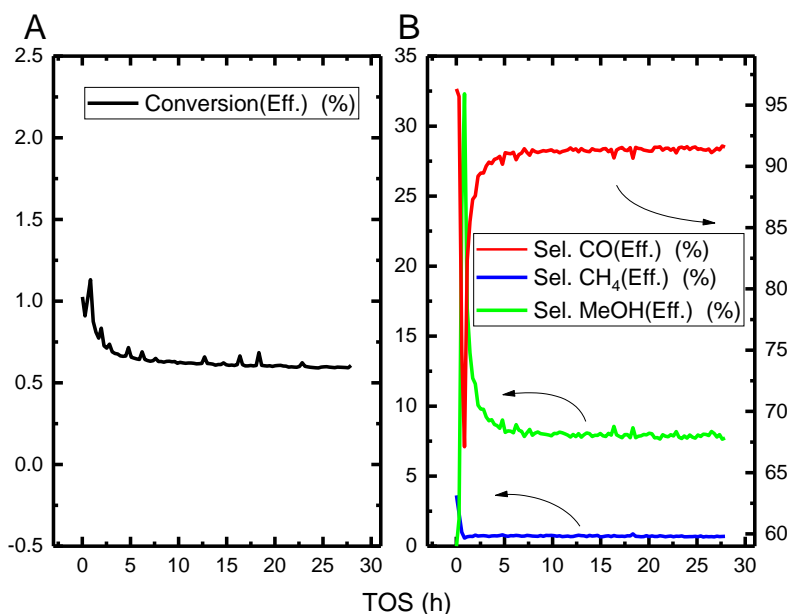 A
B
2.5
2.0
1.5
1.0
0.5
0.0
-0.5
Conversion(Eff.) (%)
0 5 10 15 20 25 30
35
30
25
20
15
10
5
0
Sel. CO(Eff.) (%)
Sel. CH₄(Eff.) (%)
Sel. MeOH(Eff.) (%)
95
90
85
80
75
70
65
60
0 5 10 15 20 25 30
TOS (h)